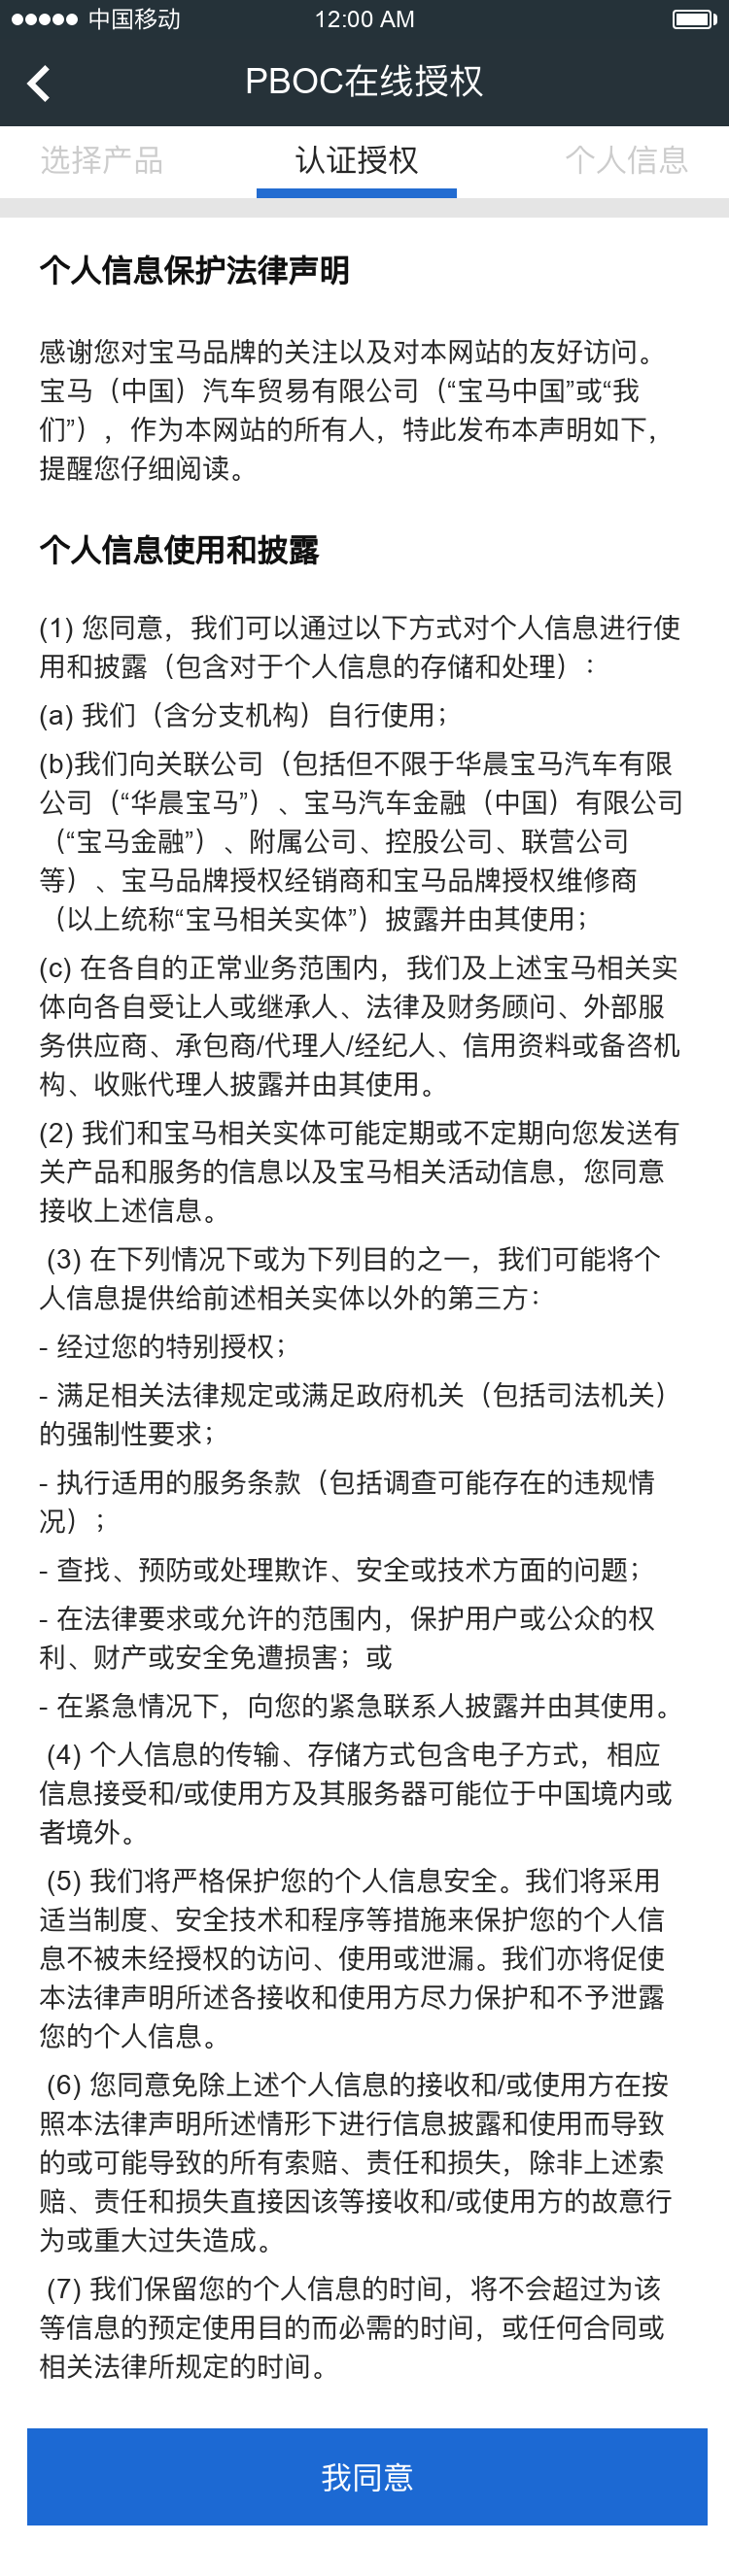 中国移动
12:00 AM
PBOC在线授权
选择产品
认证授权
个人信息
个人信息保护法律声明
感谢您对宝马品牌的关注以及对本网站的友好访问。
宝马（中国）汽车贸易有限公司（“宝马中国”或“我
们”），作为本网站的所有人，特此发布本声明如下，
提醒您仔细阅读。
个人信息使用和披露
(1) 您同意，我们可以通过以下方式对个人信息进行使
用和披露（包含对于个人信息的存储和处理）：
(a) 我们（含分支机构）自行使用；
(b)我们向关联公司（包括但不限于华晨宝马汽车有限
公司（“华晨宝马”）、宝马汽车金融（中国）有限公司
（“宝马金融”）、附属公司、控股公司、联营公司
等）、宝马品牌授权经销商和宝马品牌授权维修商
（以上统称“宝马相关实体”）披露并由其使用；
(c) 在各自的正常业务范围内，我们及上述宝马相关实
体向各自受让人或继承人、法律及财务顾问、外部服
务供应商、承包商/代理人/经纪人、信用资料或备咨机
构、收账代理人披露并由其使用。
(2) 我们和宝马相关实体可能定期或不定期向您发送有
关产品和服务的信息以及宝马相关活动信息，您同意
接收上述信息。
(3) 在下列情况下或为下列目的之一，我们可能将个
人信息提供给前述相关实体以外的第三方：
- 经过您的特别授权；
- 满足相关法律规定或满足政府机关（包括司法机关）
的强制性要求；
- 执行适用的服务条款（包括调查可能存在的违规情
况）；
- 查找、预防或处理欺诈、安全或技术方面的问题；
- 在法律要求或允许的范围内，保护用户或公众的权
利、财产或安全免遭损害；或
- 在紧急情况下，向您的紧急联系人披露并由其使用。
(4) 个人信息的传输、存储方式包含电子方式，相应
信息接受和/或使用方及其服务器可能位于中国境内或
者境外。
(5) 我们将严格保护您的个人信息安全。我们将采用
适当制度、安全技术和程序等措施来保护您的个人信
息不被未经授权的访问、使用或泄漏。我们亦将促使
本法律声明所述各接收和使用方尽力保护和不予泄露
您的个人信息。
(6) 您同意免除上述个人信息的接收和/或使用方在按
照本法律声明所述情形下进行信息披露和使用而导致
的或可能导致的所有索赔、责任和损失，除非上述索
赔、责任和损失直接因该等接收和/或使用方的故意行
为或重大过失造成。
(7) 我们保留您的个人信息的时间，将不会超过为该
等信息的预定使用目的而必需的时间，或任何合同或
相关法律所规定的时间。
我同意